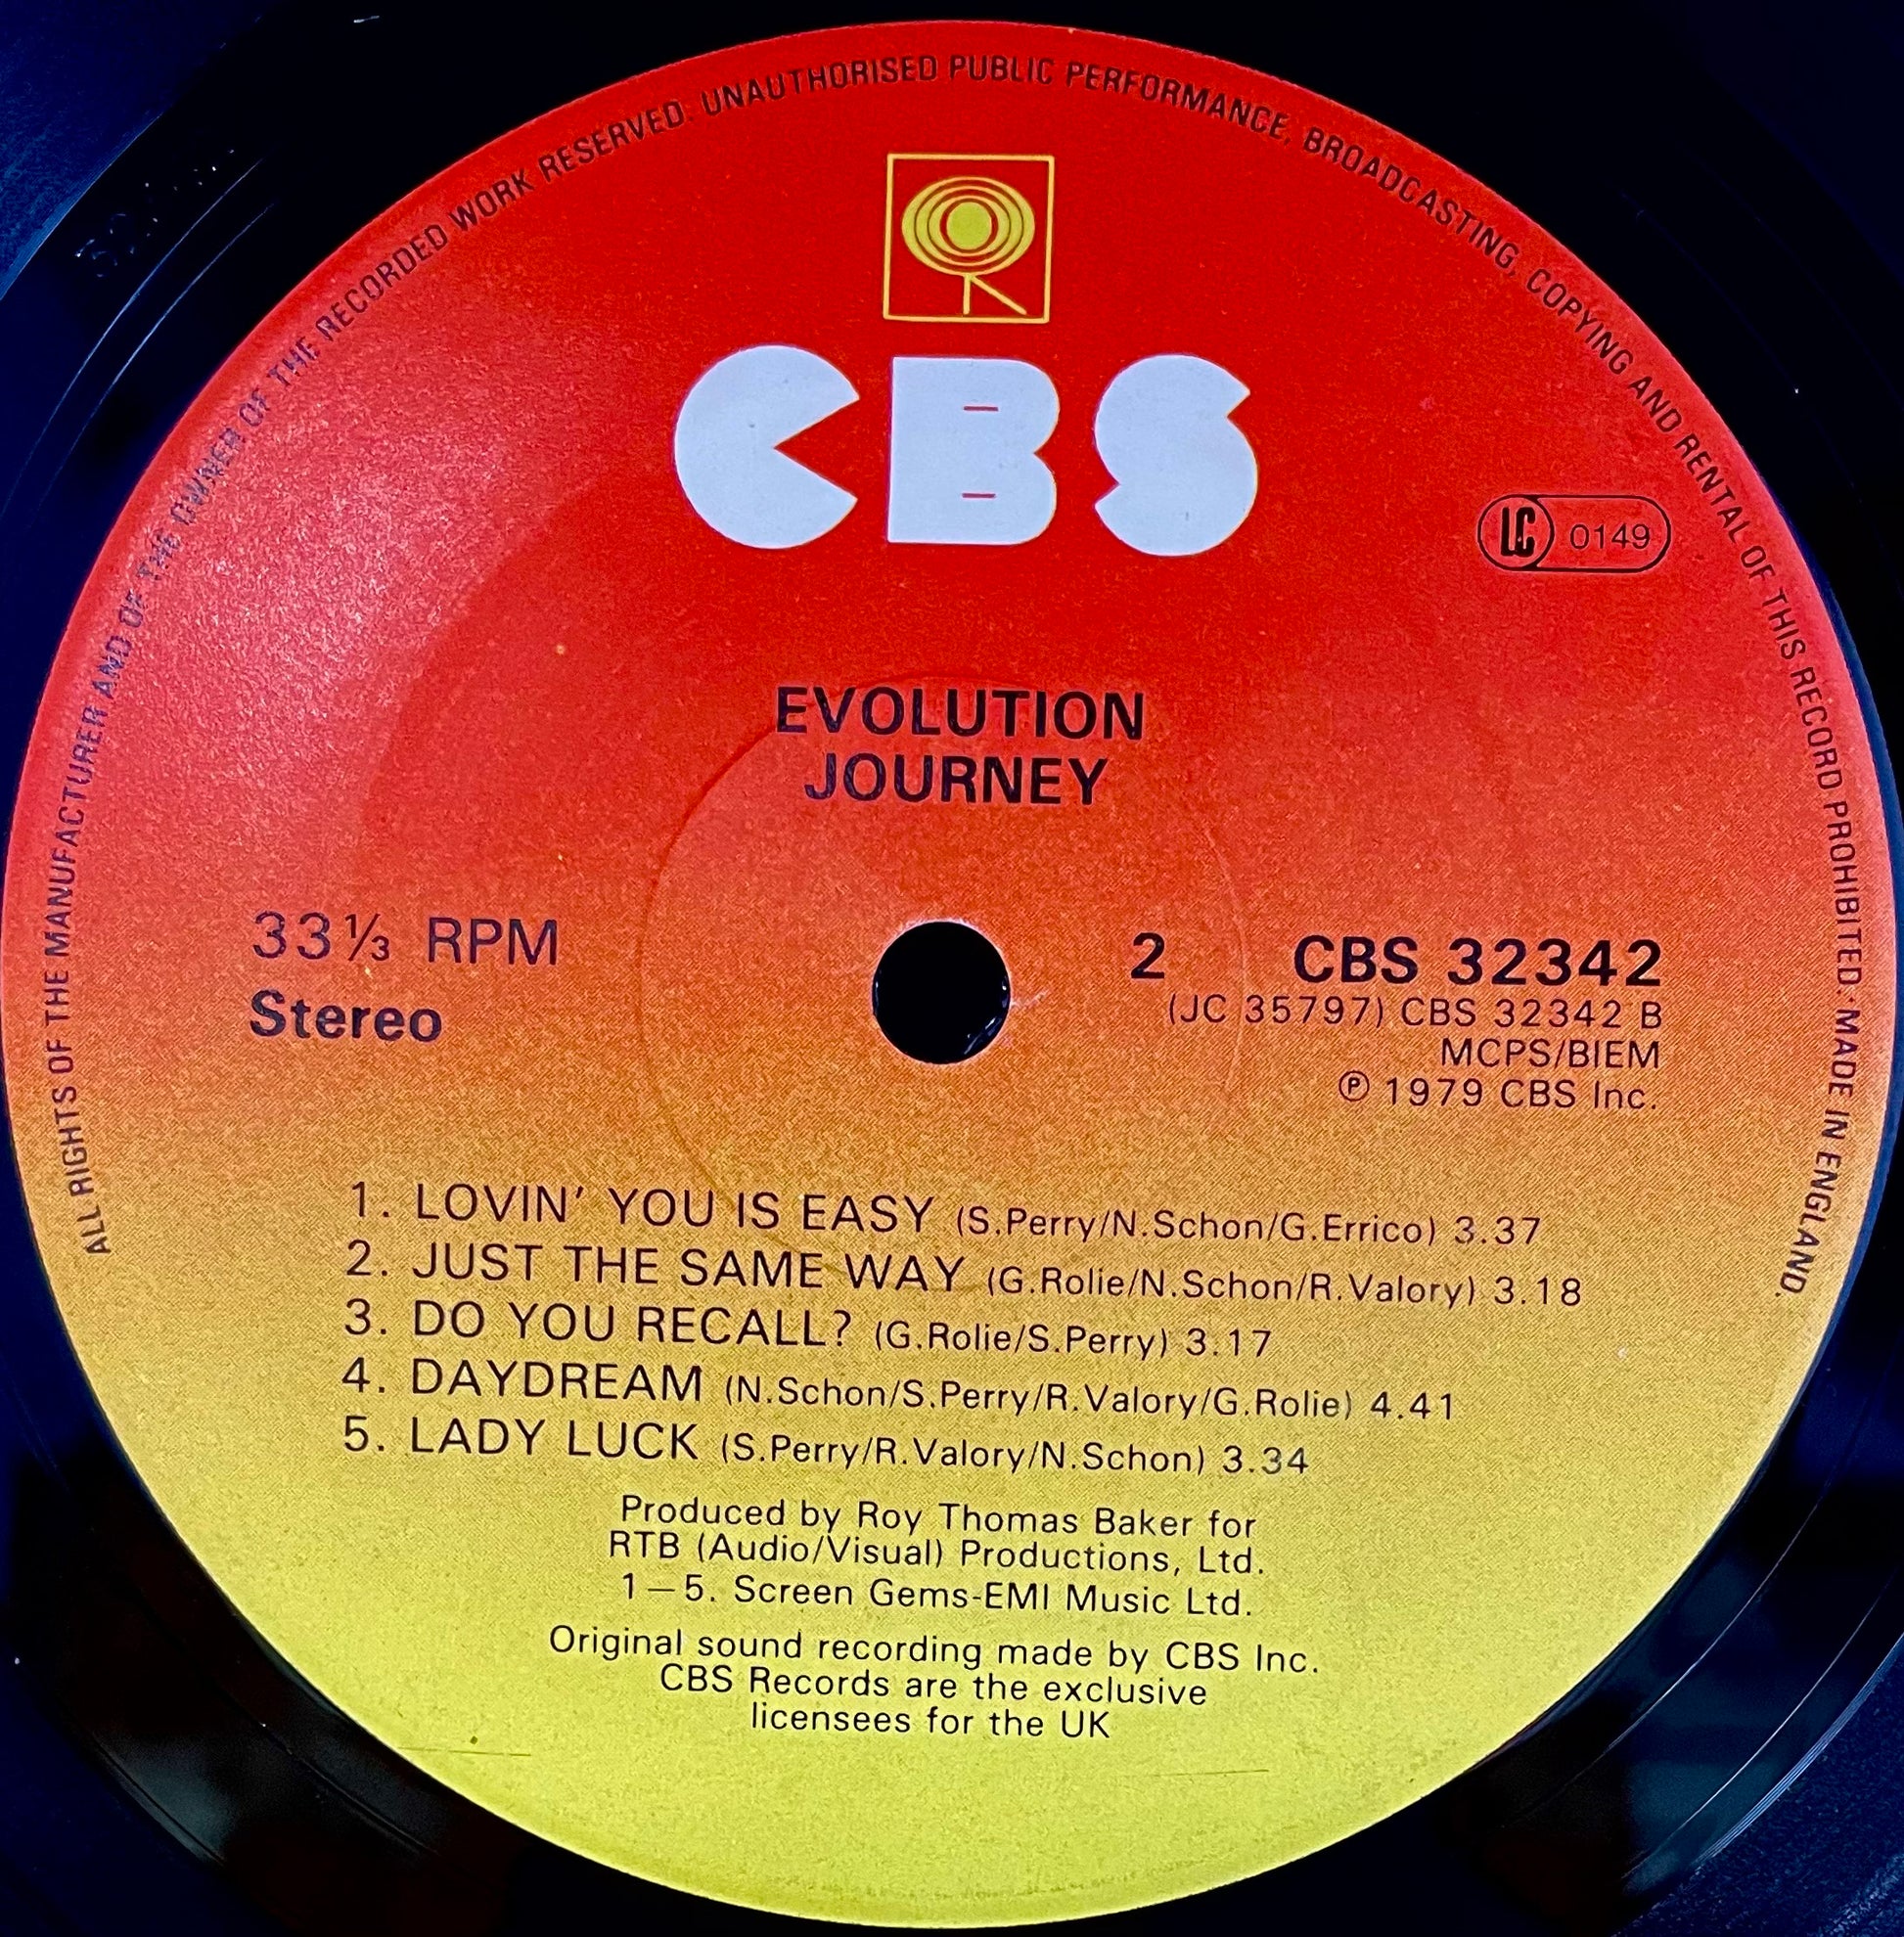 ALL RIGHTS OF THE MANUFACTURER AND OF THE OWNER OF THE RECORDED WORK RESERVED. UNAUTHORISED PUBLIC PERFORMANCE, BROADCASTING, COPYING AND RENTAL OF THIS RECORD PROHIBITED. MADE IN ENGLAND.
CBS
LC 0149
EVOLUTION
JOURNEY
33⅓ RPM
Stereo
2 CBS 32342
(JC 35797) CBS 32342 B
MCPS/BIEM
℗ 1979 CBS Inc.
1. LOVIN' YOU IS EASY (S.Perry/N.Schon/G.Errico) 3.37
2. JUST THE SAME WAY (G.Rolie/N.Schon/R.Valory) 3.18
3. DO YOU RECALL? (G.Rolie/S.Perry) 3.17
4. DAYDREAM (N.Schon/S.Perry/R.Valory/G.Rolie) 4.41
5. LADY LUCK (S.Perry/R.Valory/N.Schon) 3.34
Produced by Roy Thomas Baker for
RTB (Audio/Visual) Productions, Ltd.
1—5. Screen Gems-EMI Music Ltd.
Original sound recording made by CBS Inc.
CBS Records are the exclusive
licensees for the UK